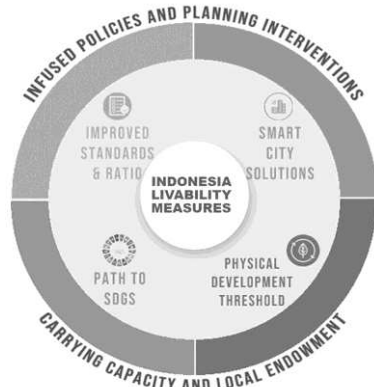 INFUSED POLICIES AND PLANNING INTERVENTIONS
IMPROVED
STANDARDS
& RATIO
SMART
CITY
SOLUTIONS
INDONESIA
LIVABILITY
MEASURES
PATH TO
SDGS
PHYSICAL
DEVELOPMENT
THRESHOLD
CARRYING CAPACITY AND LOCAL ENDOWMENT